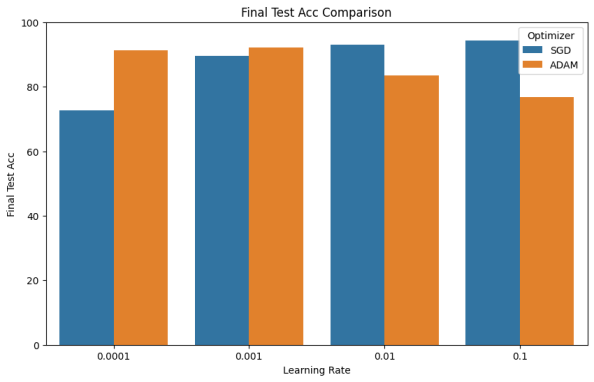 Final Test Acc Comparison
Final Test Acc
100
80
60
40
20
0
Optimizer
SGD
ADAM
0.0001 0.001 0.01 0.1
Learning Rate